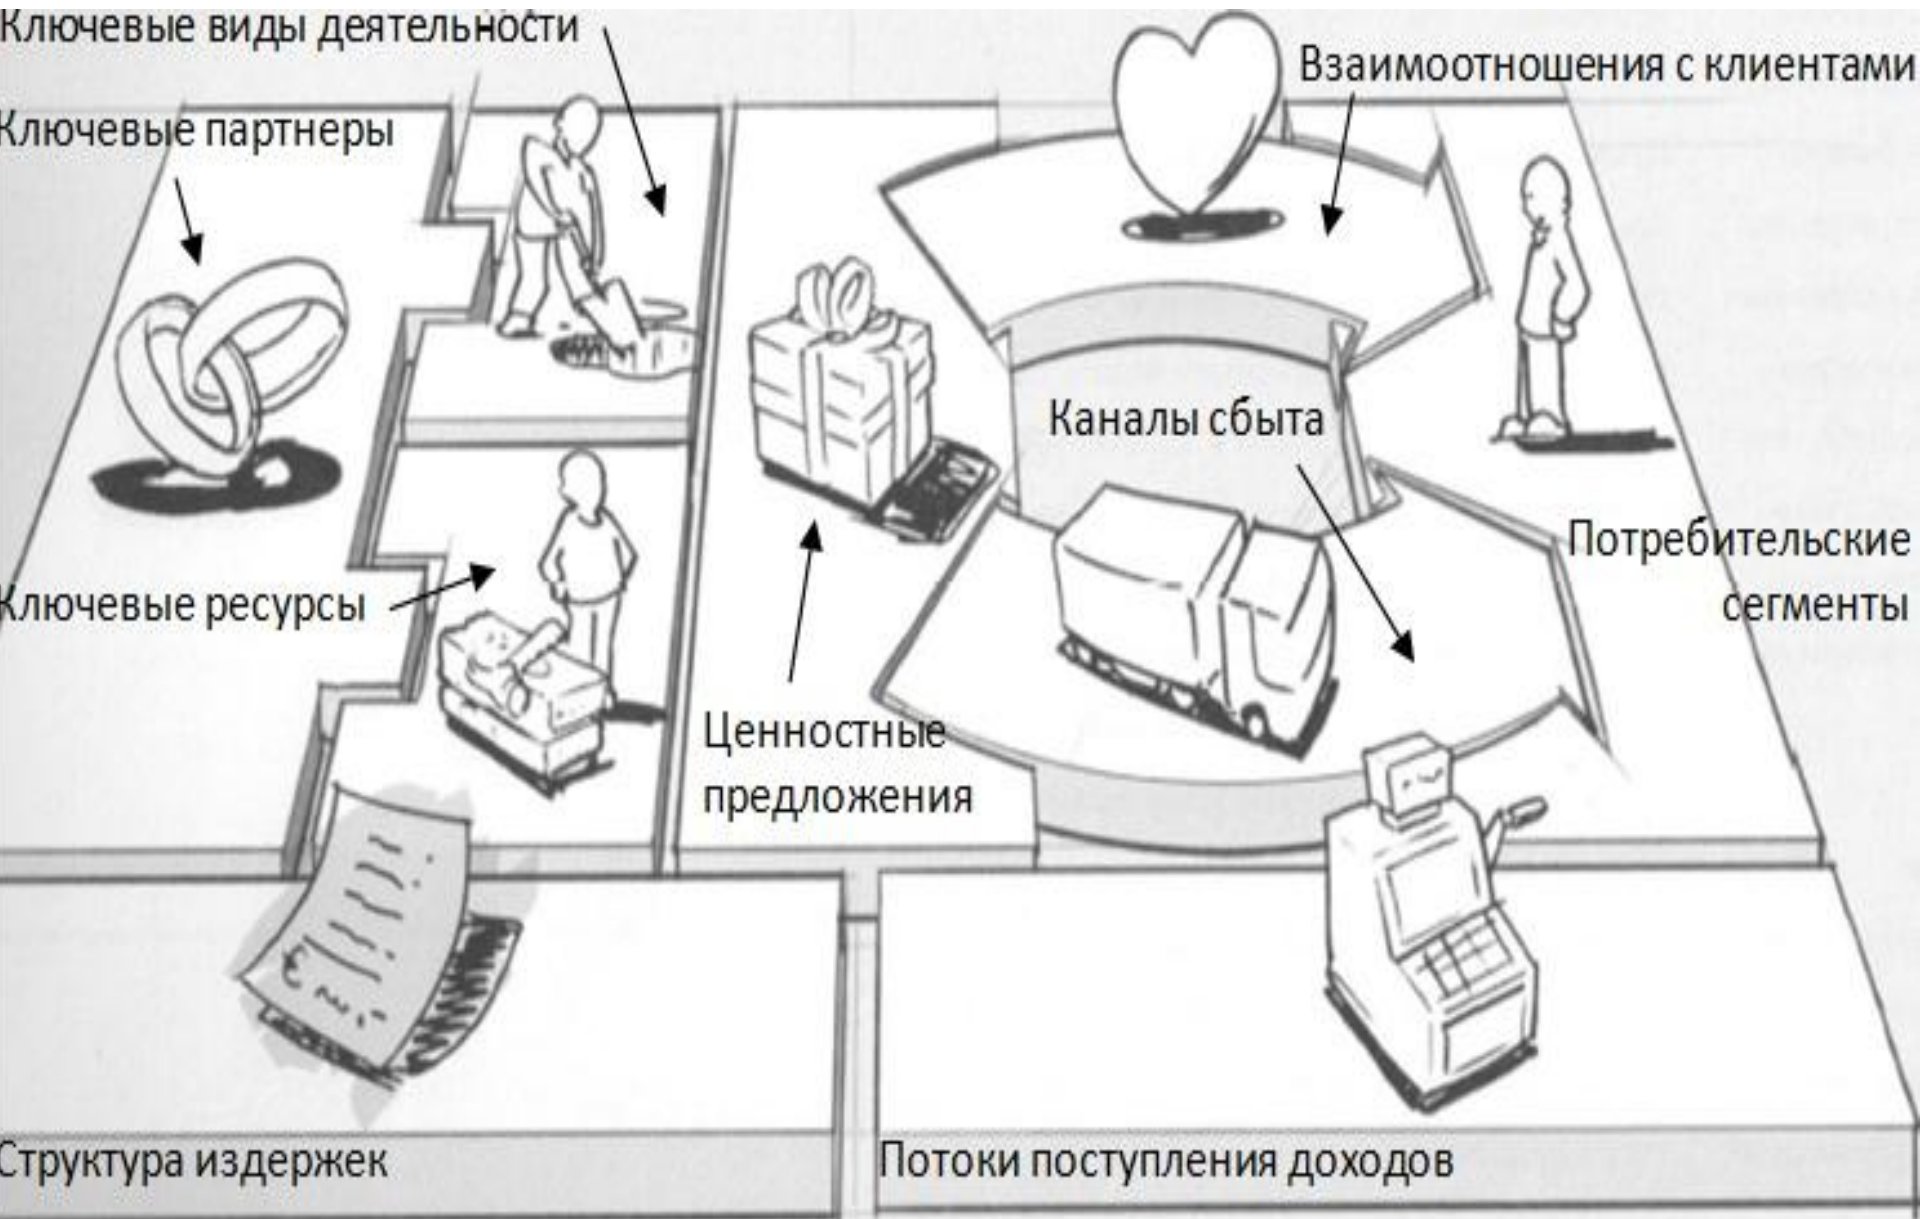 Ключевые виды деятельности
Взаимоотношения с клиентами
Ключевые партнеры
Каналы сбыта
Потребительские
сегменты
Ключевые ресурсы
Ценностные
предложения
Структура издержек
Потоки поступления доходов